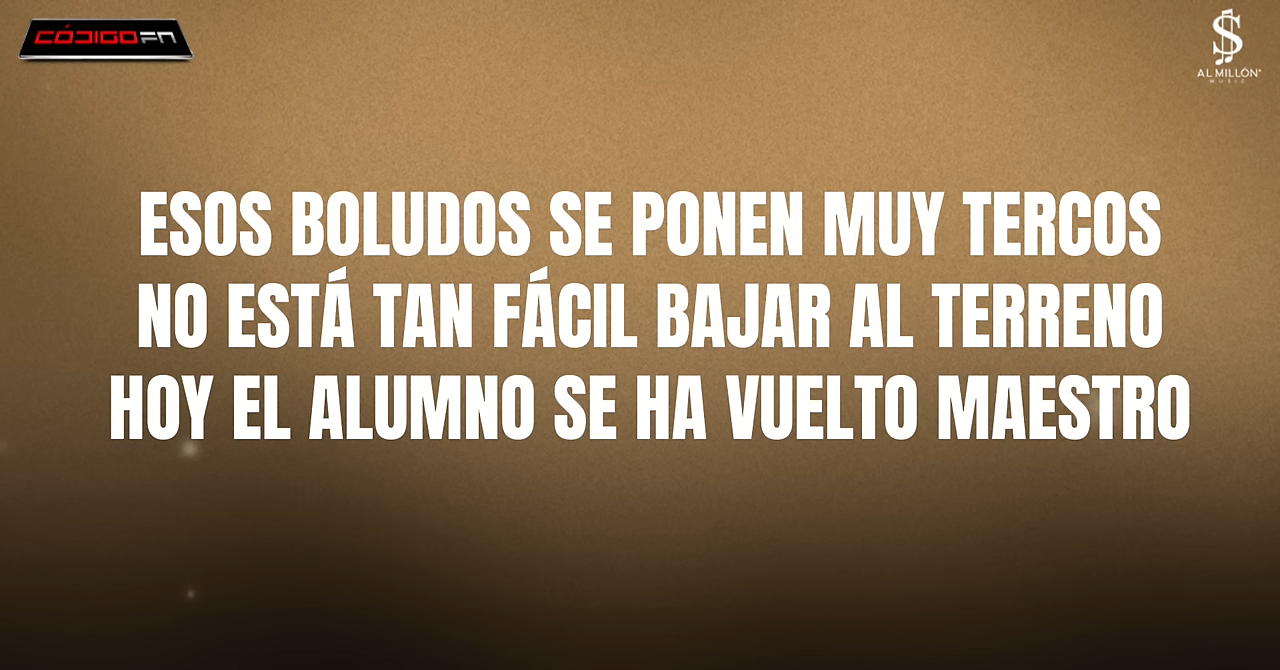 CÓDIGO FN
$
AL MILLÓN
MUSIC
ESOS BOLUDOS SE PONEN MUY TERCOS
NO ESTÁ TAN FÁCIL BAJAR AL TERRENO
HOY EL ALUMNO SE HA VUELTO MAESTRO